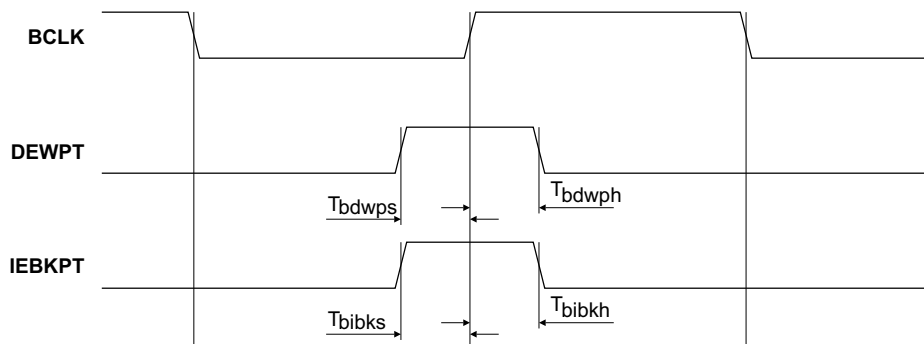 BCLK
DEWPT
Tbdwps
Tbdwph
IEBKPT
Tbibks
Tbibkh